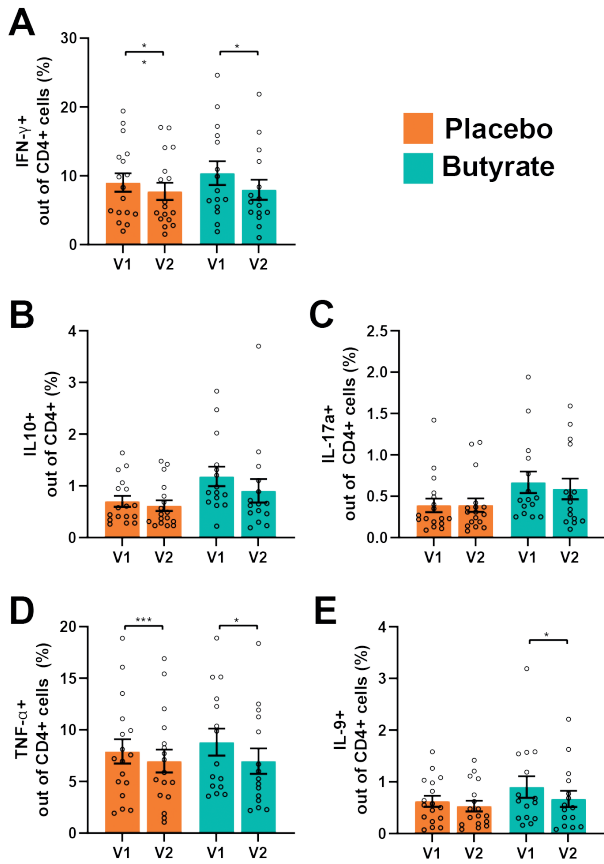 A
IFN-γ+
out of CD4+ cells (%)
30
20
10
0
*
*
*
V1 V2 V1 V2
Placebo
Butyrate
B
IL10+
out of CD4+ (%)
4
3
2
1
0
V1 V2 V1 V2
C
IL-17a+
out of CD4+ cells (%)
2.5
2.0
1.5
1.0
0.5
0.0
V1 V2 V1 V2
D
TNF-α+
out of CD4+ cells (%)
20
15
10
5
0
***
*
V1 V2 V1 V2
E
IL-9+
out of CD4+ cells (%)
4
3
2
1
0
*
V1 V2 V1 V2